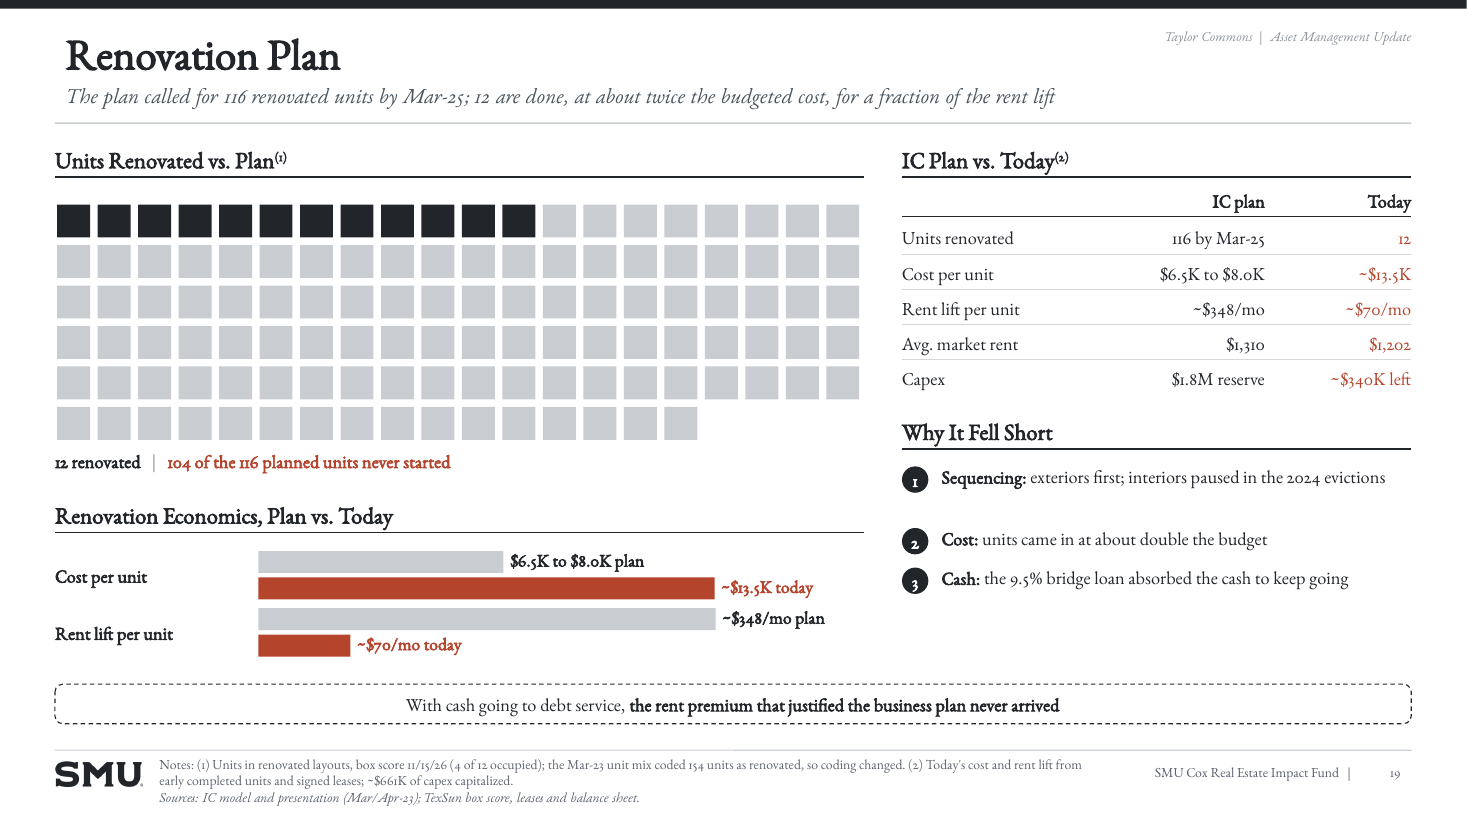 Taylor Commons | Asset Management Update
Renovation Plan
The plan called for 116 renovated units by Mar-25; 12 are done, at about twice the budgeted cost, for a fraction of the rent lift
Units Renovated vs. Plan(1)
12 renovated | 104 of the 116 planned units never started
Renovation Economics, Plan vs. Today
Cost per unit
$6.5K to $8.0K plan
~$13.5K today
Rent lift per unit
~$348/mo plan
~$70/mo today
IC Plan vs. Today(2)
IC plan Today
Units renovated 116 by Mar-25 12
Cost per unit $6.5K to $8.0K ~$13.5K
Rent lift per unit ~$348/mo ~$70/mo
Avg. market rent $1,310 $1,202
Capex $1.8M reserve ~$340K left
Why It Fell Short
1 Sequencing: exteriors first; interiors paused in the 2024 evictions
2 Cost: units came in at about double the budget
3 Cash: the 9.5% bridge loan absorbed the cash to keep going
With cash going to debt service, the rent premium that justified the business plan never arrived
SMU
Notes: (1) Units in renovated layouts, box score 11/15/26 (4 of 12 occupied); the Mar-23 unit mix coded 154 units as renovated, so coding changed. (2) Today's cost and rent lift from
early completed units and signed leases; ~$661K of capex capitalized.
Sources: IC model and presentation (Mar/Apr-23); TexSun box score, leases and balance sheet.
SMU Cox Real Estate Impact Fund | 19